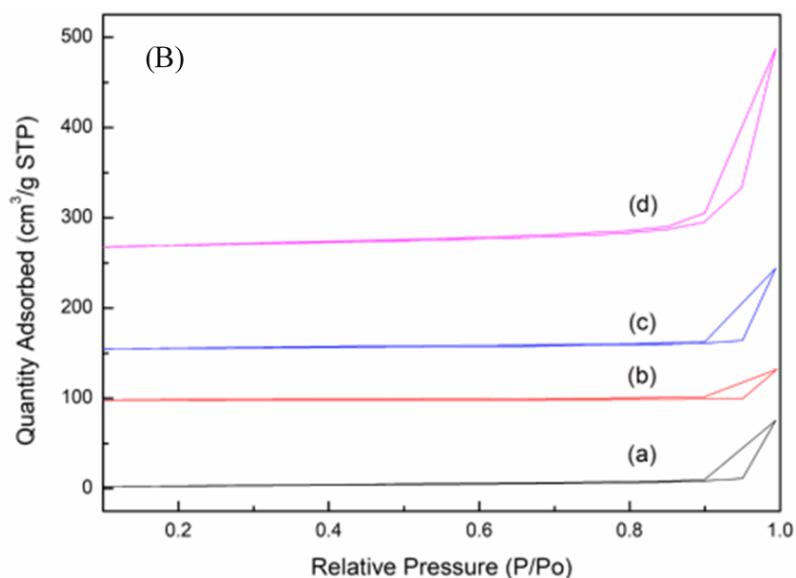 (B)
500
400
300
200
100
0
(d)
(c)
(b)
(a)
0.2 0.4 0.6 0.8 1.0
Quantity Adsorbed (cm³/g STP)
Relative Pressure (P/Po)